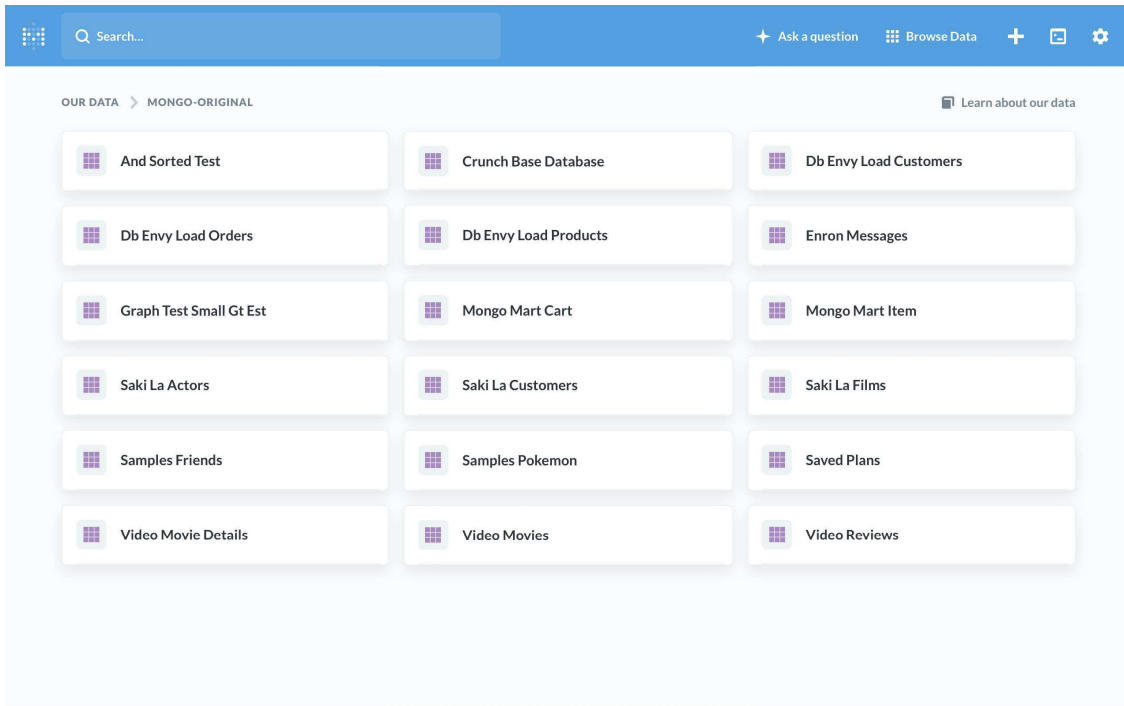 Search...
Ask a question
Browse Data
OUR DATA
MONGO-ORIGINAL
Learn about our data
And Sorted Test
Crunch Base Database
Db Envy Load Customers
Db Envy Load Orders
Db Envy Load Products
Enron Messages
Graph Test Small Gt Est
Mongo Mart Cart
Mongo Mart Item
Saki La Actors
Saki La Customers
Saki La Films
Samples Friends
Samples Pokemon
Saved Plans
Video Movie Details
Video Movies
Video Reviews